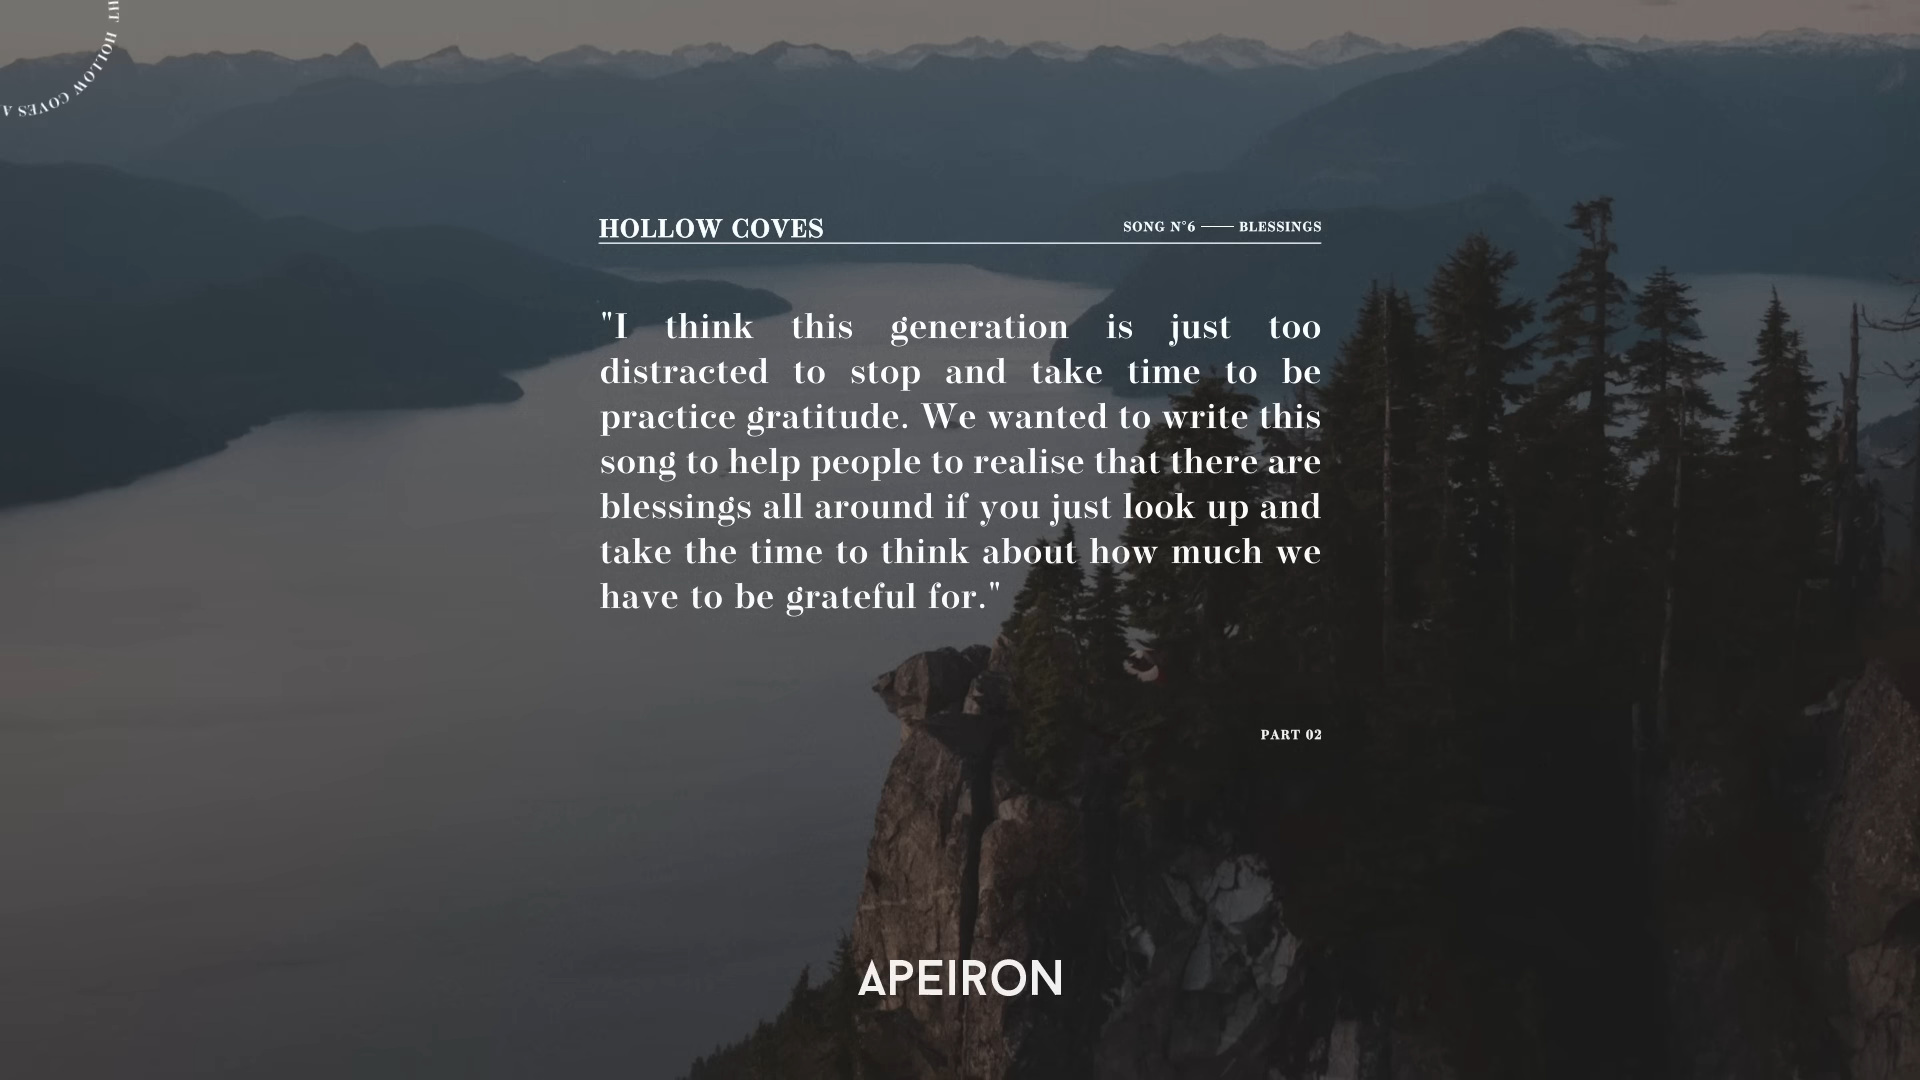 HT HOLLOW COVES A
HOLLOW COVES
SONG N°6 — BLESSINGS
"I think this generation is just too
distracted to stop and take time to be
practice gratitude. We wanted to write this
song to help people to realise that there are
blessings all around if you just look up and
take the time to think about how much we
have to be grateful for."
PART 02
APEIRON